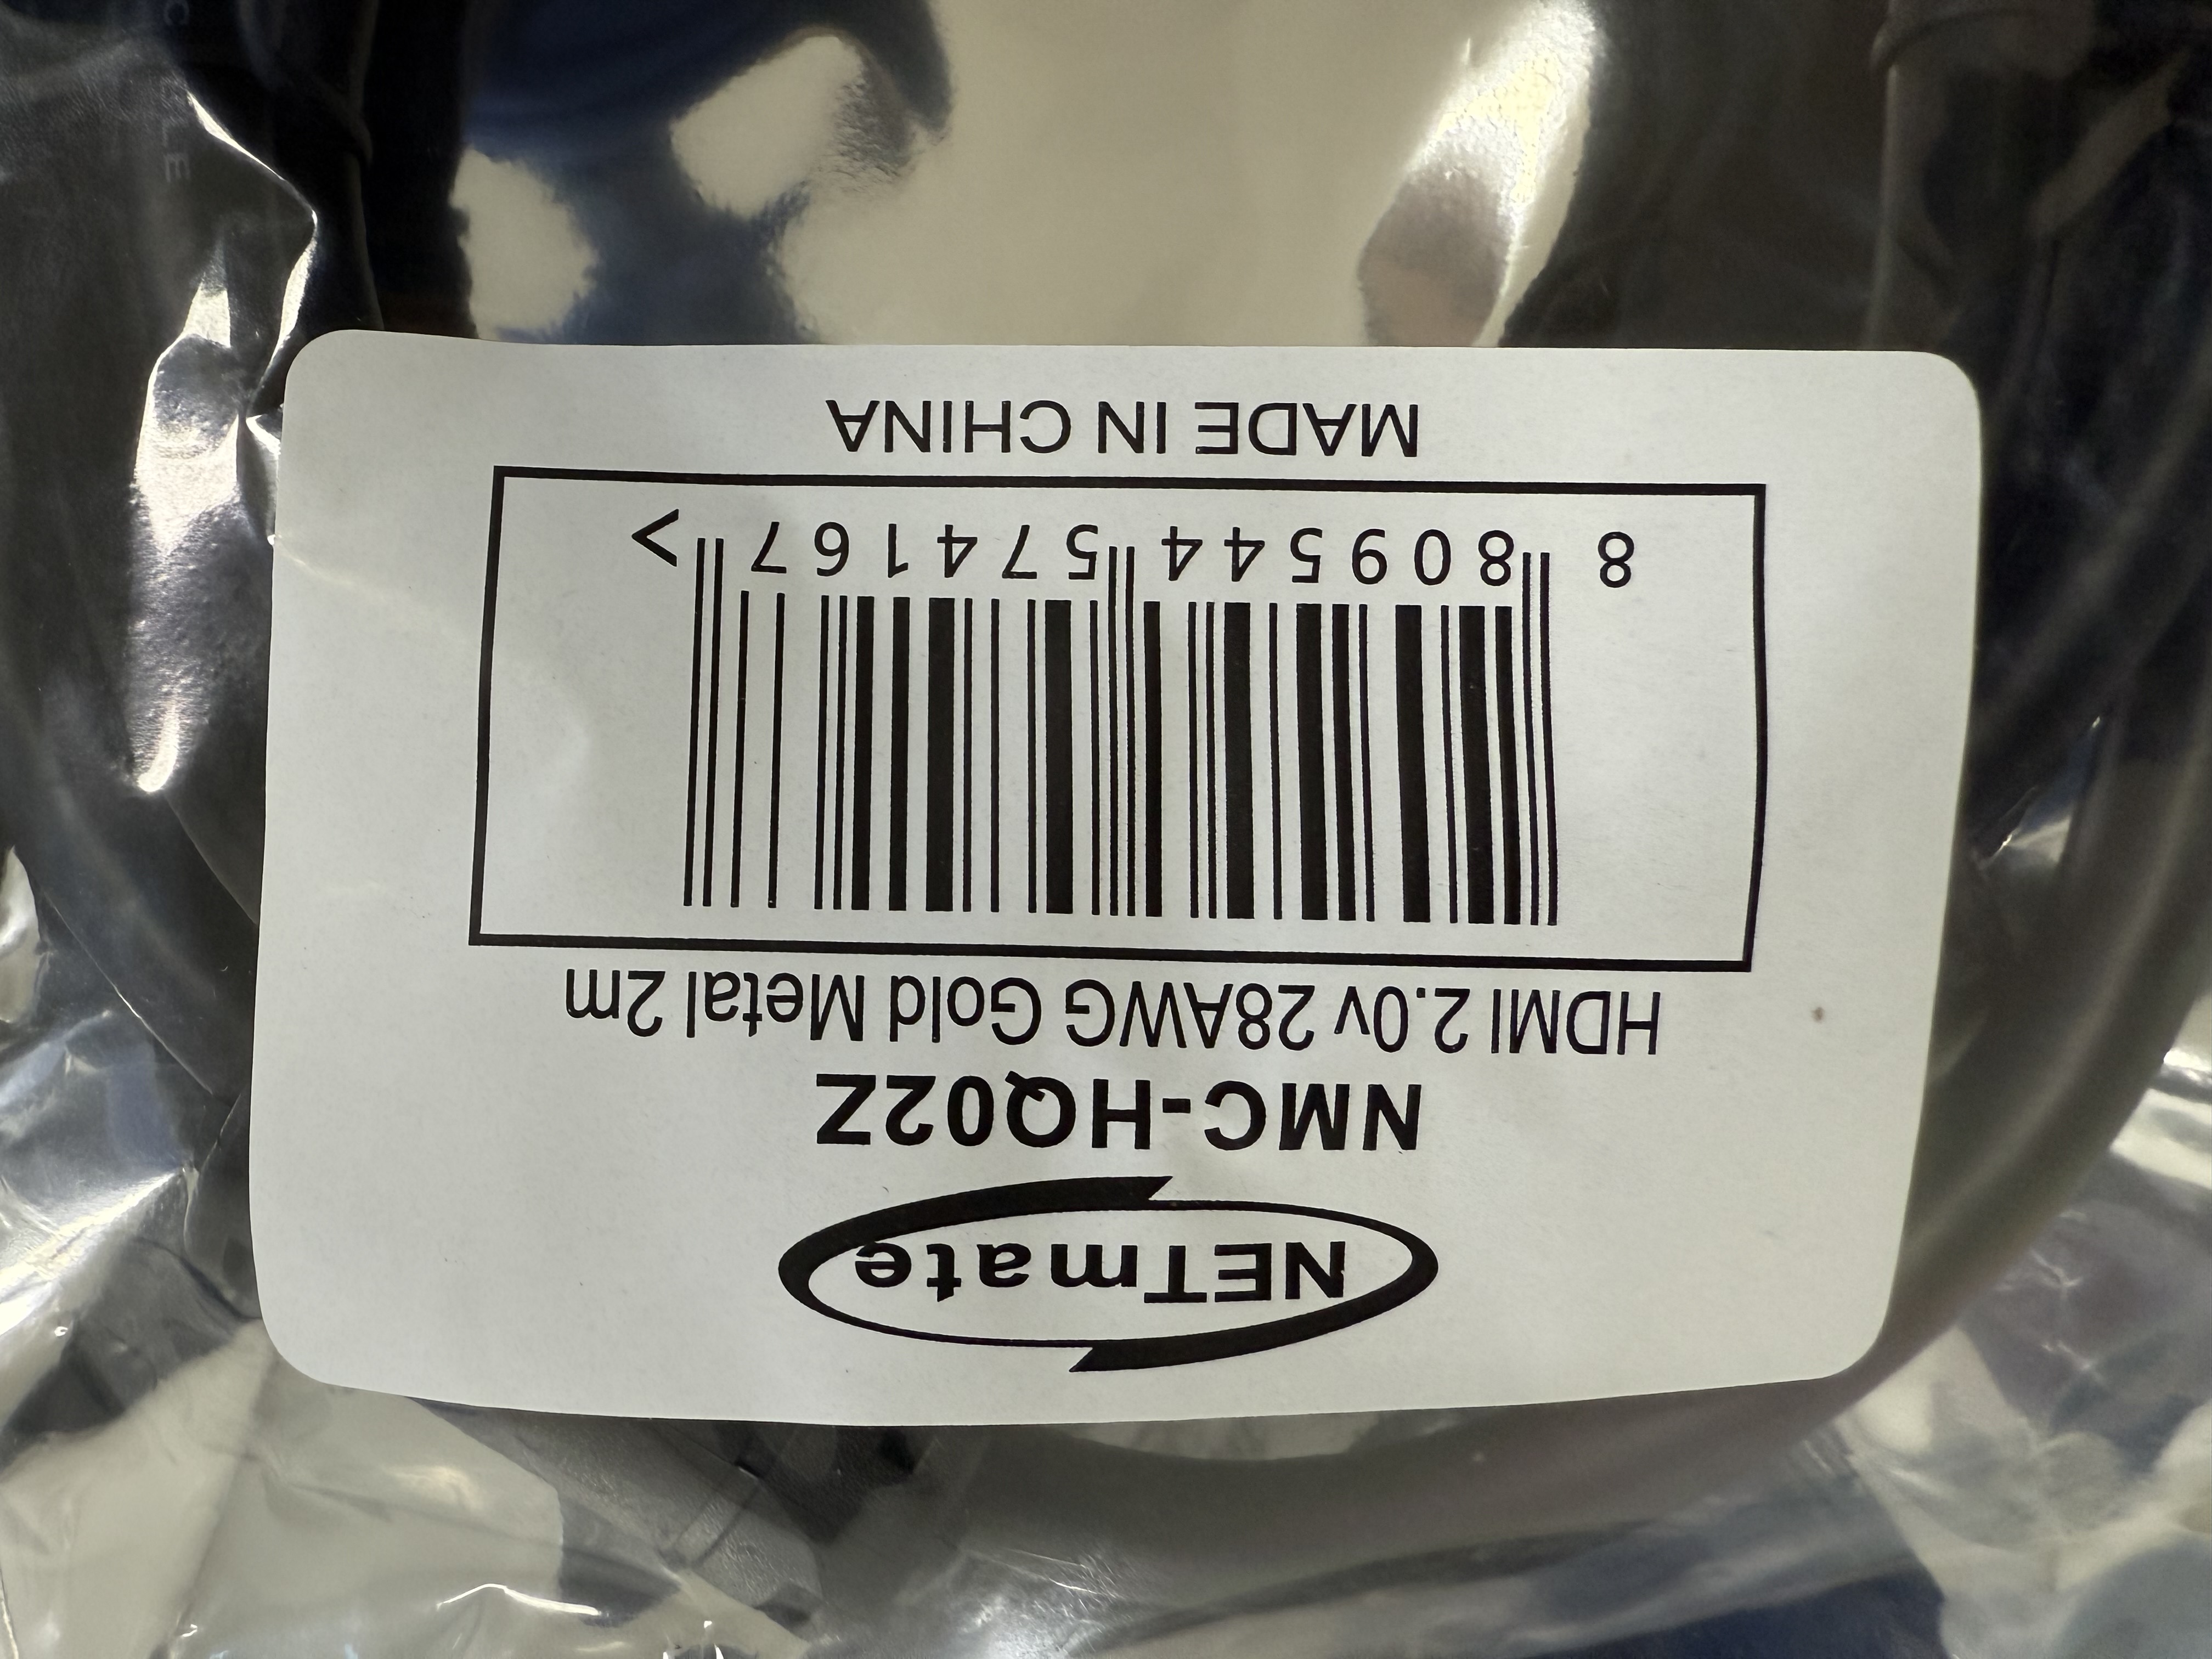 NETmate
NMC-HQ02Z
HDMI 2.0v 28AWG Gold Metal 2m
8 809544 574167 >
MADE IN CHINA